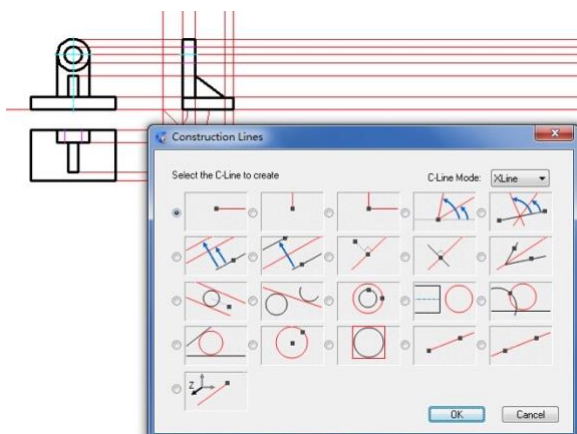 Construction Lines
Select the C-Line to create
C-Line Mode: XLine
Z
OK Cancel